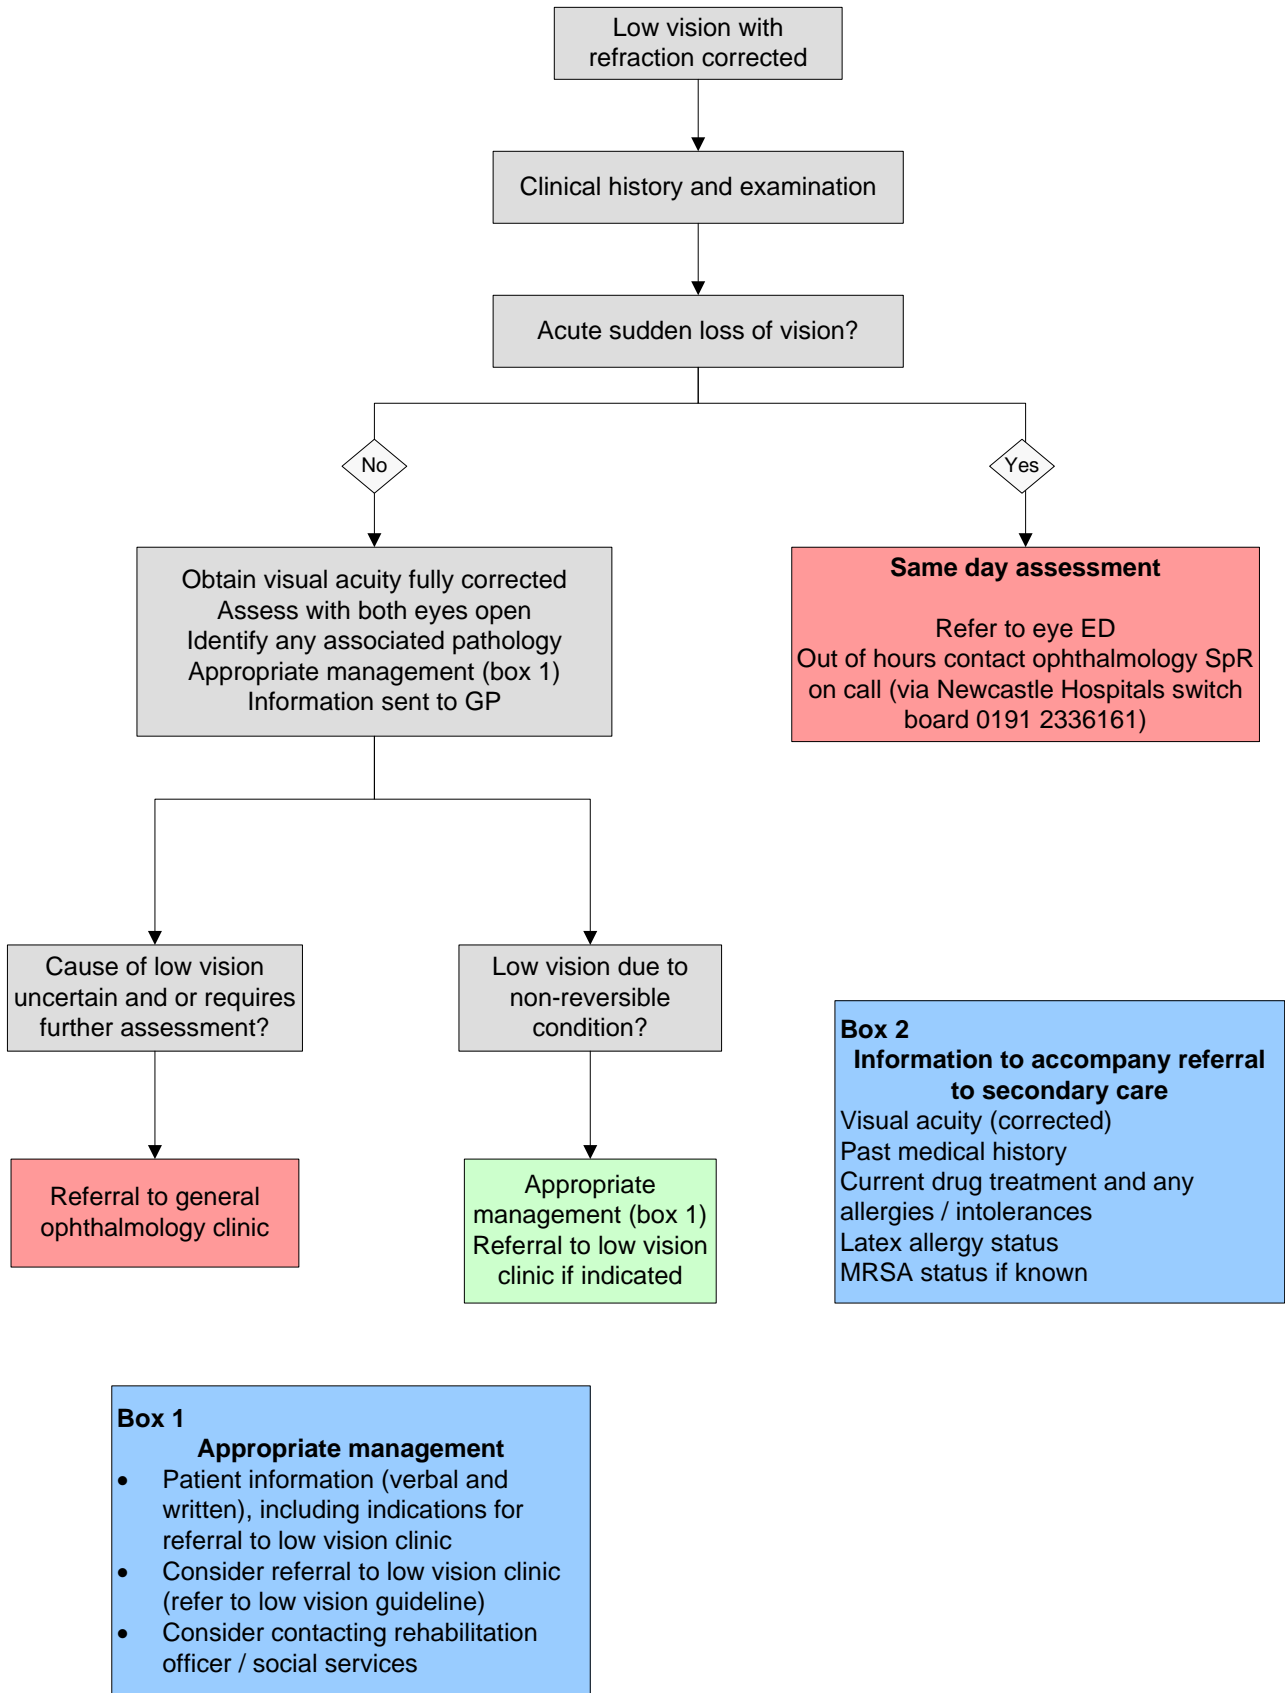 Low vision with
refraction corrected
Clinical history and examination
Acute sudden loss of vision?
No
Yes
Obtain visual acuity fully corrected
Assess with both eyes open
Identify any associated pathology
Appropriate management (box 1)
Information sent to GP
Same day assessment
Refer to eye ED
Out of hours contact ophthalmology SpR
on call (via Newcastle Hospitals switch
board 0191 2336161)
Cause of low vision
uncertain and or requires
further assessment?
Low vision due to
non-reversible
condition?
Referral to general
ophthalmology clinic
Appropriate
management (box 1)
Referral to low vision
clinic if indicated
Box 2
Information to accompany referral
to secondary care
Visual acuity (corrected)
Past medical history
Current drug treatment and any
allergies / intolerances
Latex allergy status
MRSA status if known
Box 1
Appropriate management
• Patient information (verbal and
written), including indications for
referral to low vision clinic
• Consider referral to low vision clinic
(refer to low vision guideline)
• Consider contacting rehabilitation
officer / social services